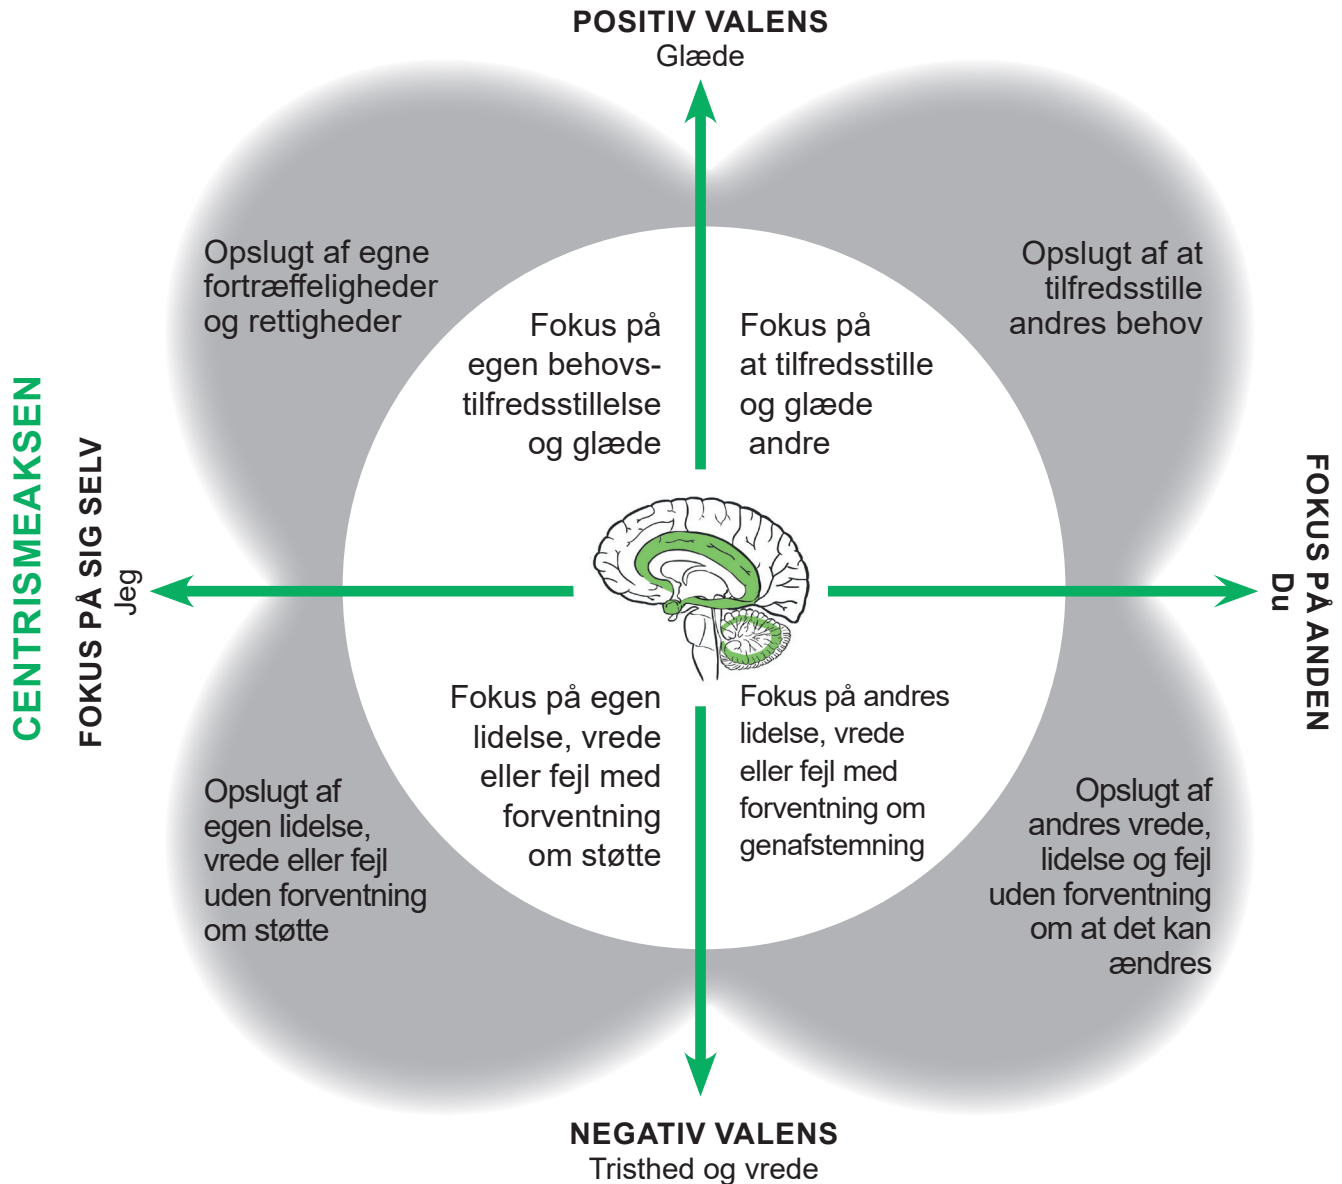 POSITIV VALENS
Glæde
Opslugt af egne
fortræffeligheder
og rettigheder
Opslugt af at
tilfredsstille
andres behov
Fokus på
egen behovs-
tilfredsstillelse
og glæde
Fokus på
at tilfredsstille
og glæde
andre
CENTRISMEAKSEN
FOKUS PÅ SIG SELV
Jeg
FOKUS PÅ ANDEN
Du
Fokus på egen
lidelse, vrede
eller fejl med
forventning
om støtte
Fokus på andres
lidelse, vrede
eller fejl med
forventning om
genafstemning
Opslugt af
egen lidelse,
vrede eller fejl
uden forventning
om støtte
Opslugt af
andres vrede,
lidelse og fejl
uden forventning
om at det kan
ændres
NEGATIV VALENS
Tristhed og vrede